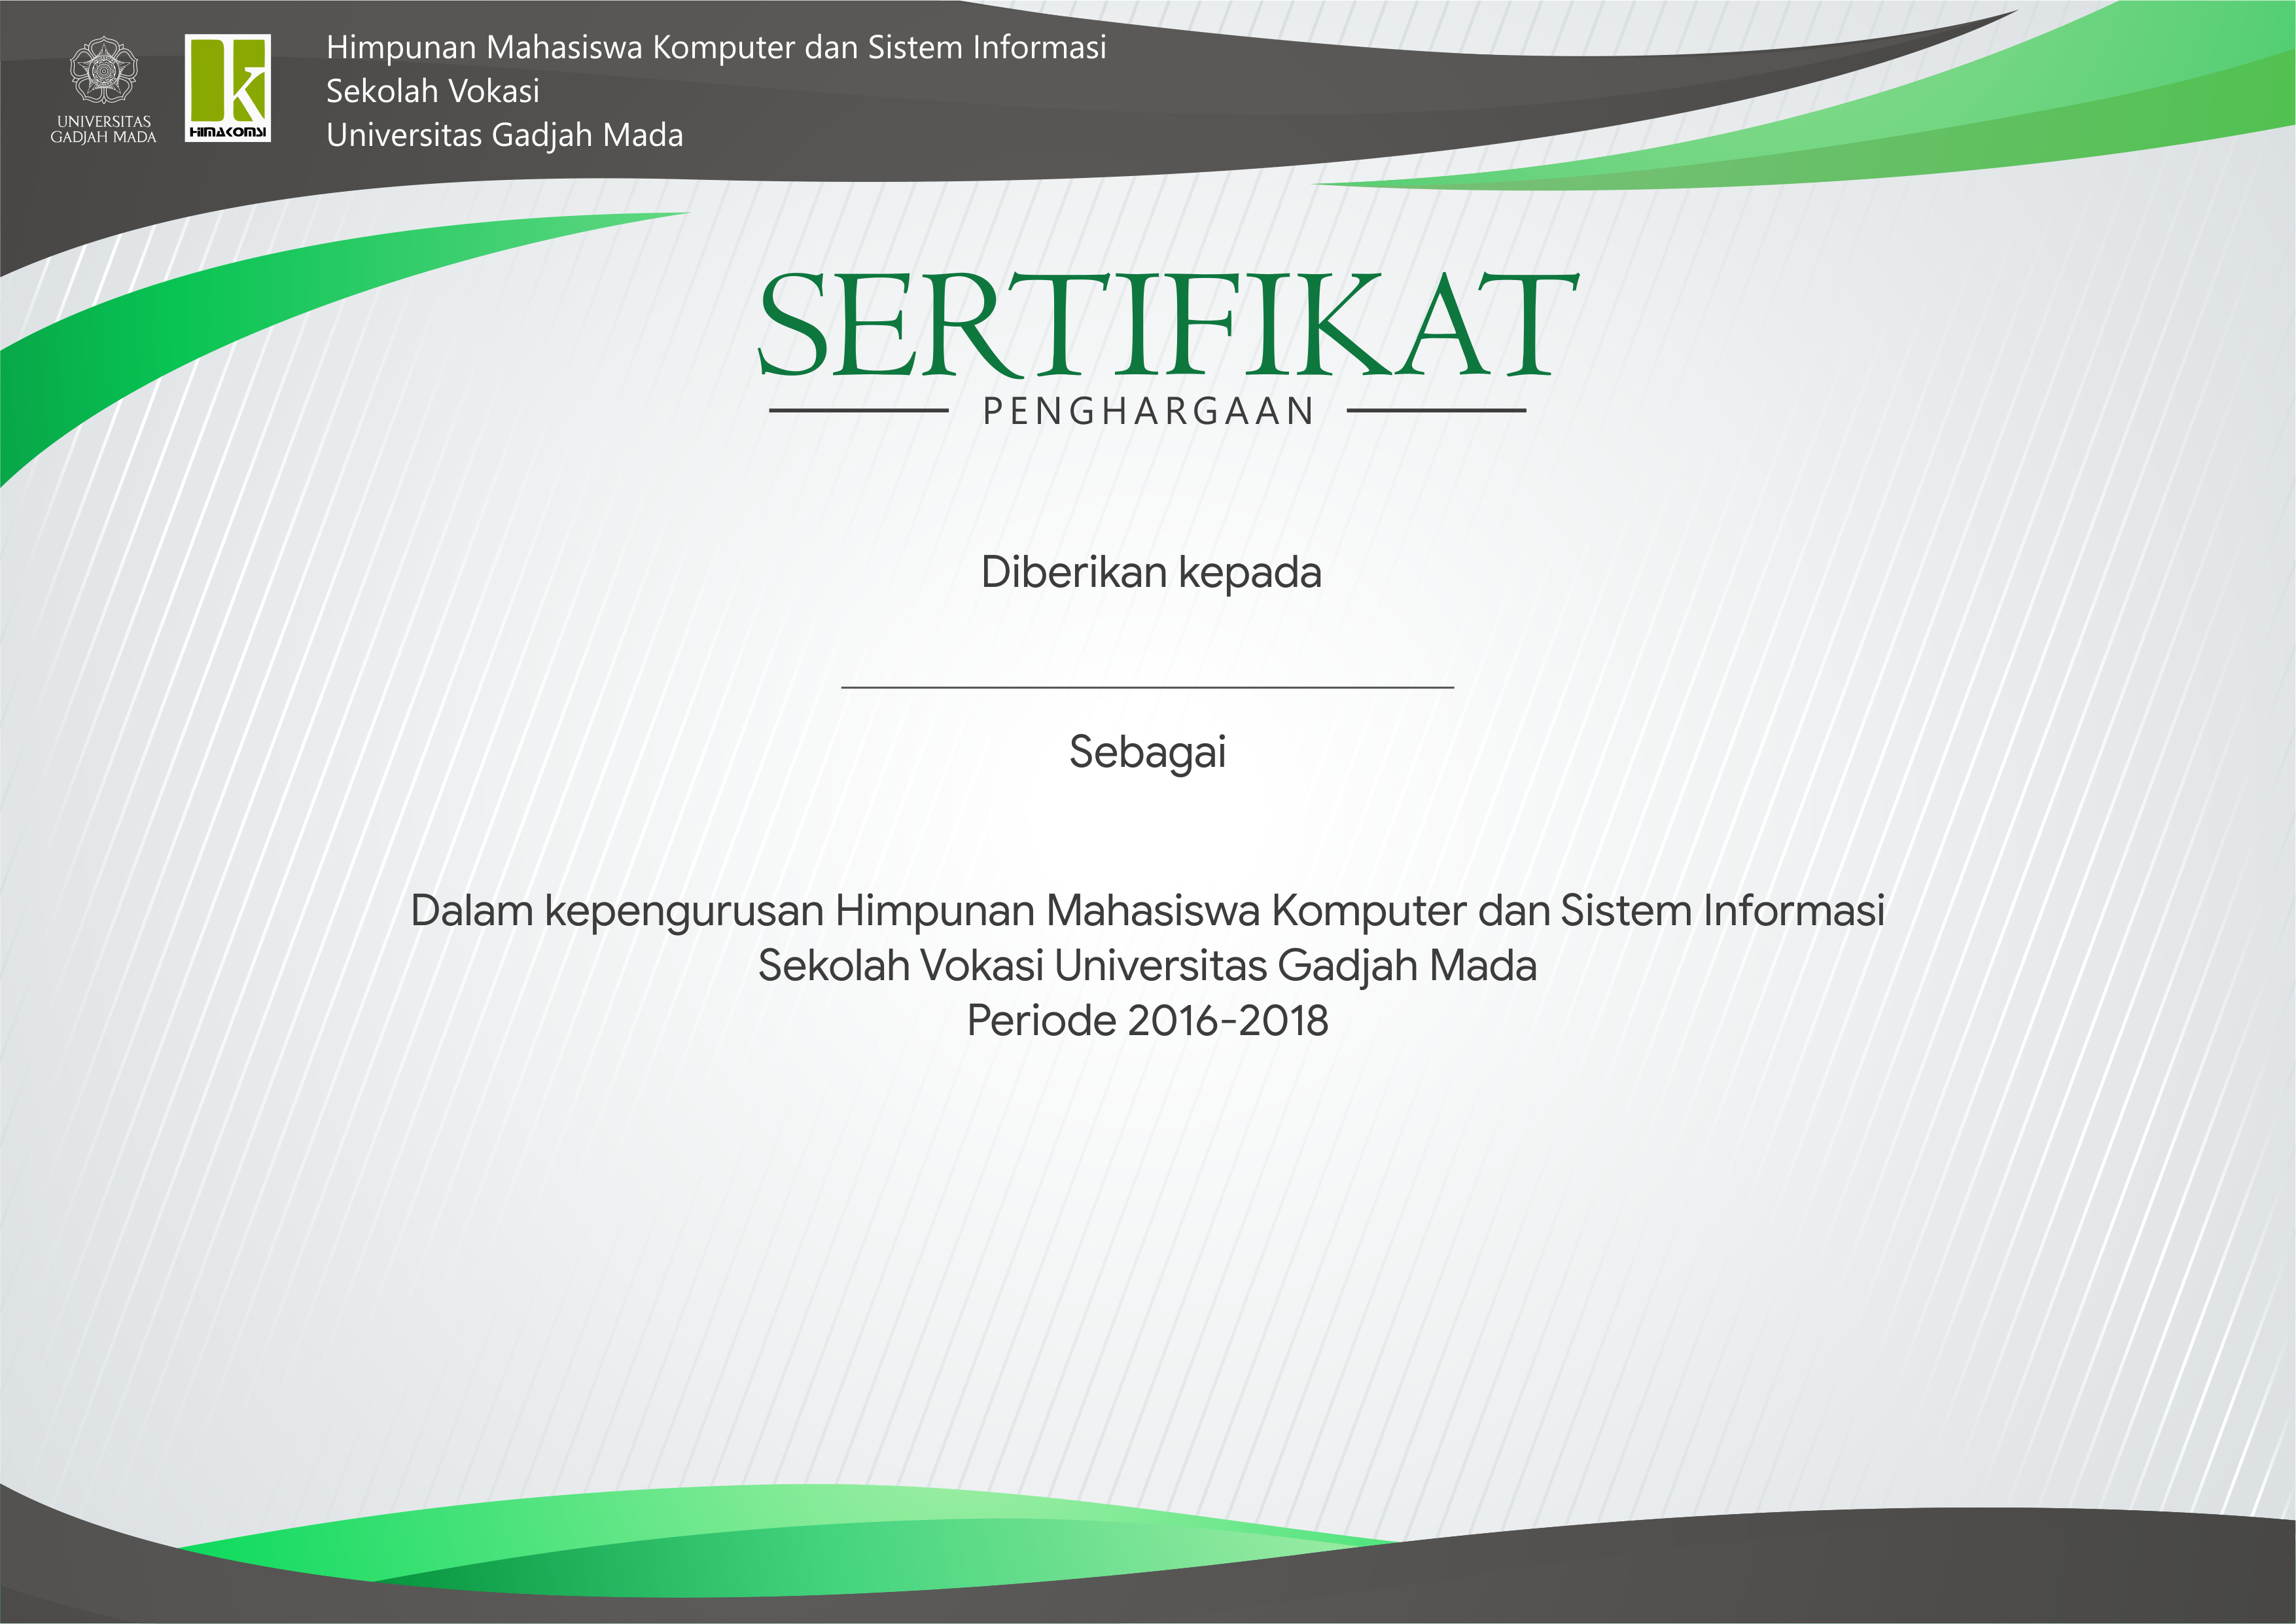 UNIVERSITAS
GADJAH MADA
HIMAKOMSI
Himpunan Mahasiswa Komputer dan Sistem Informasi
Sekolah Vokasi
Universitas Gadjah Mada
SERTIFIKAT
PENGHARGAAN
Diberikan kepada
Sebagai
Dalam kepengurusan Himpunan Mahasiswa Komputer dan Sistem Informasi
Sekolah Vokasi Universitas Gadjah Mada
Periode 2016-2018